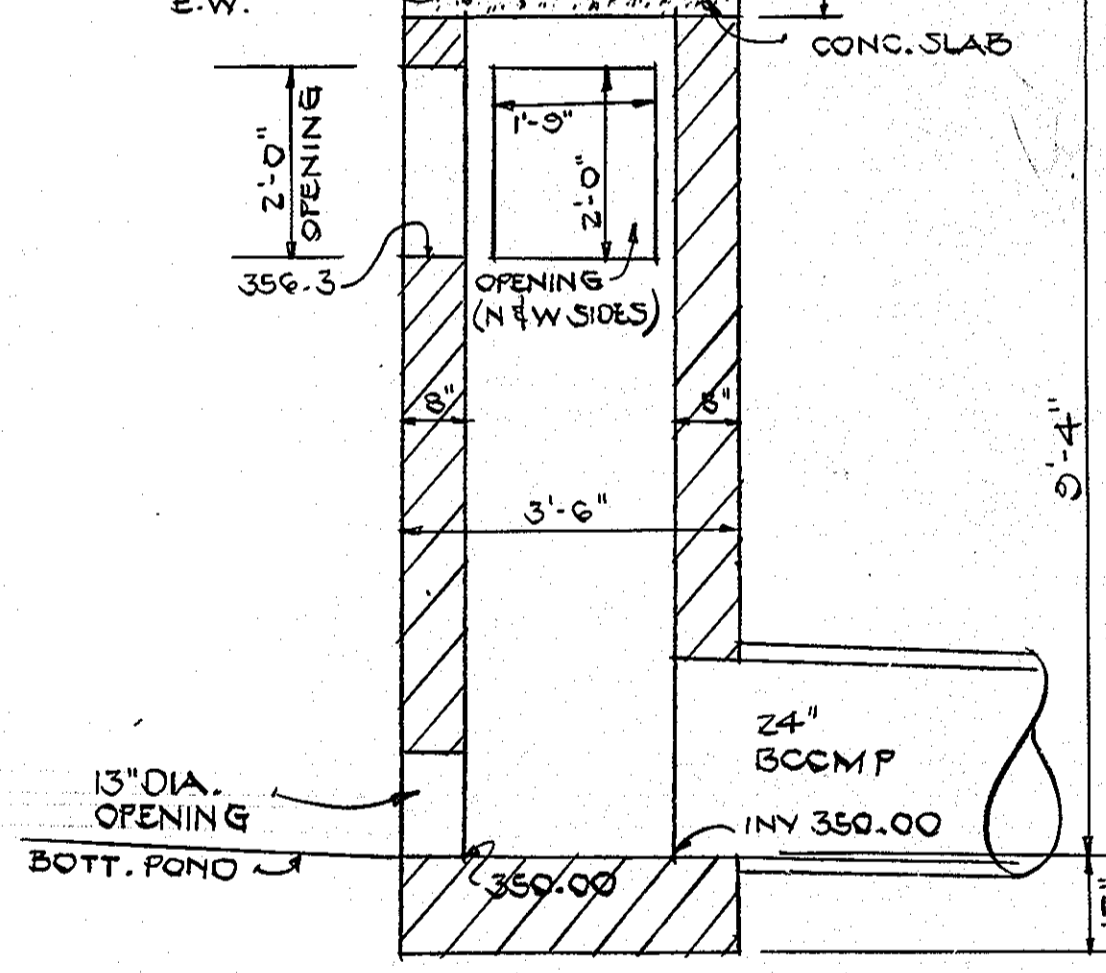 E.W.
CONC. SLAB
2'-0"
OPENING
1'-9"
2'-0"
356.3
OPENING
(N & W SIDES)
8"
8"
3'-6"
9'-4"
24"
BCCMP
13" DIA.
OPENING
INV 350.00
BOTT. POND
350.00